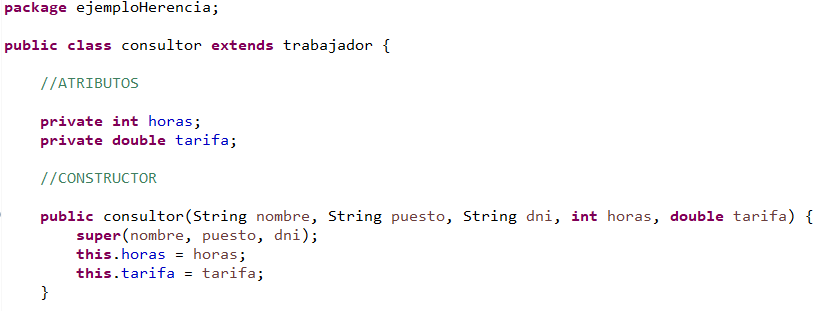 package ejemploHerencia;
public class consultor extends trabajador {
//ATRIBUTOS
private int horas;
private double tarifa;
//CONSTRUCTOR
public consultor(String nombre, String puesto, String dni, int horas, double tarifa) {
super(nombre, puesto, dni);
this.horas = horas;
this.tarifa = tarifa;
}